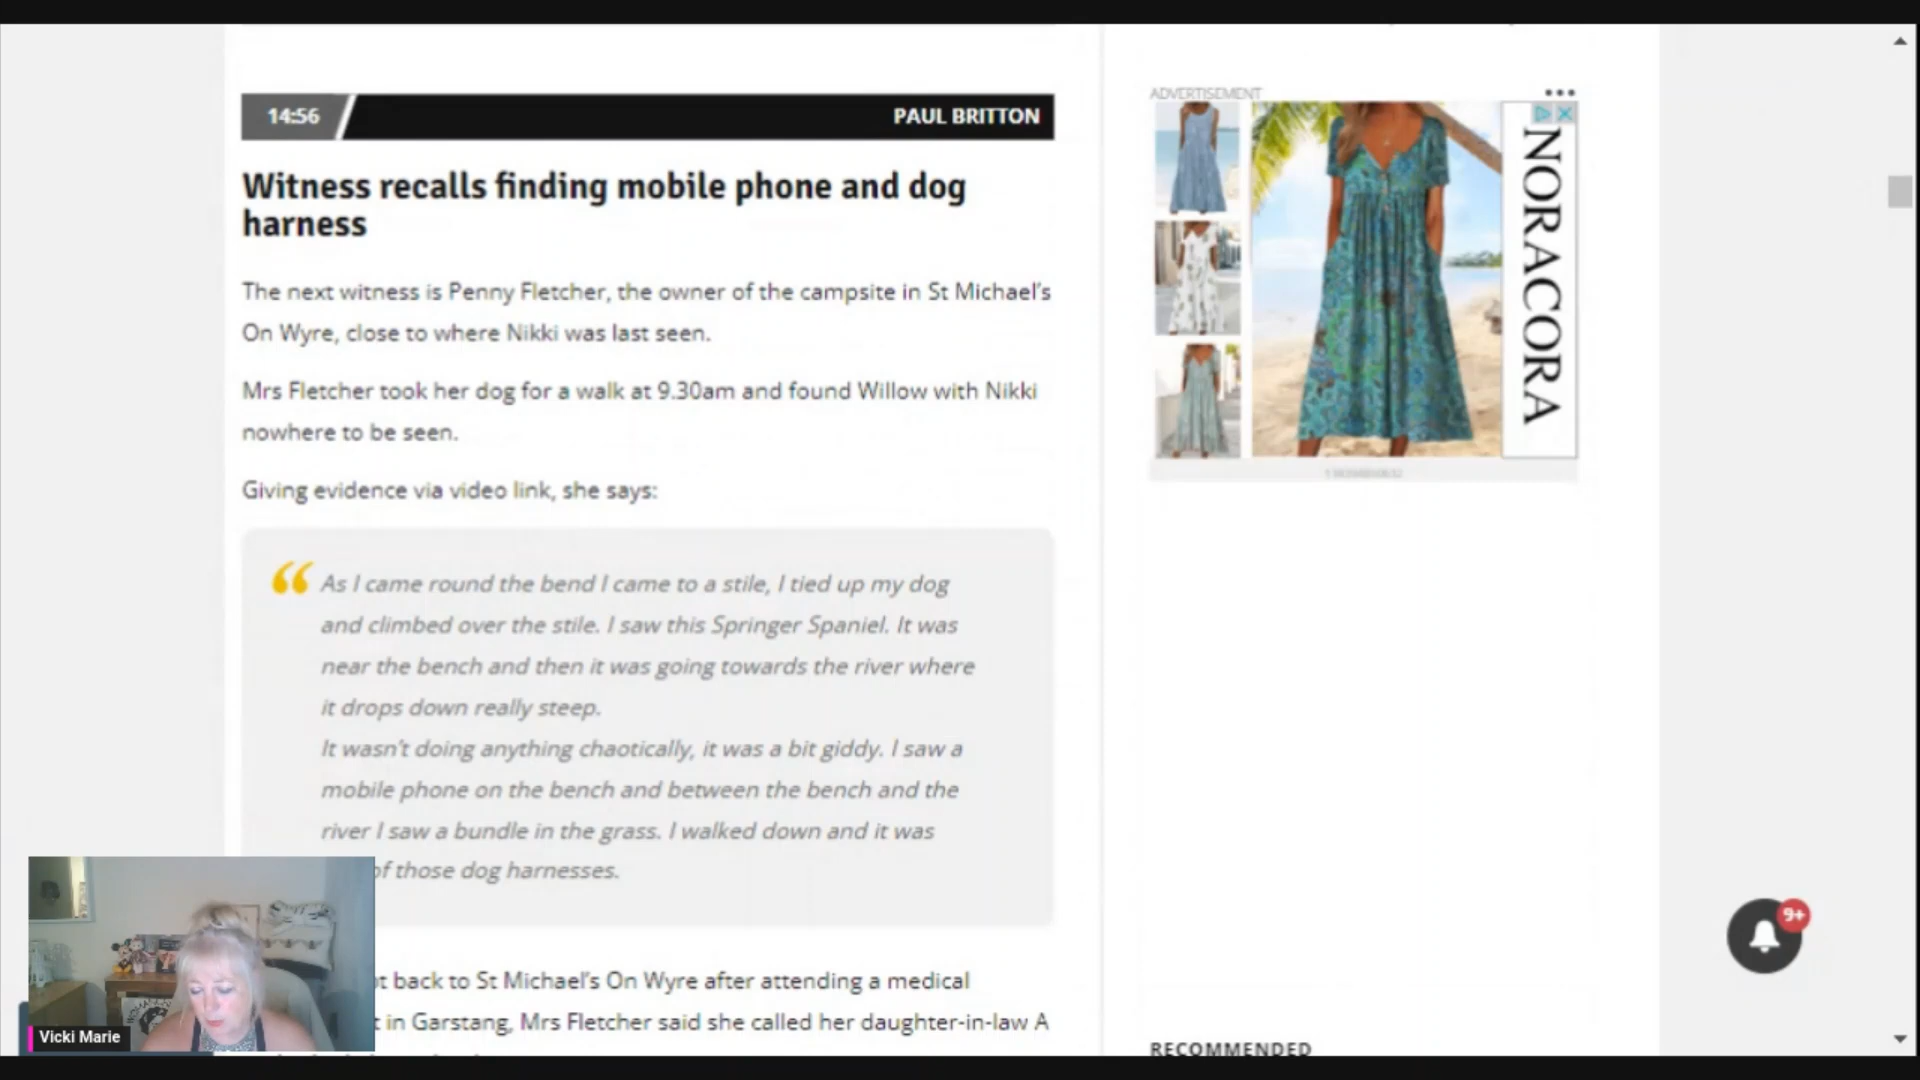 14:56
PAUL BRITTON
Witness recalls finding mobile phone and dog
harness
The next witness is Penny Fletcher, the owner of the campsite in St Michael's
On Wyre, close to where Nikki was last seen.
Mrs Fletcher took her dog for a walk at 9.30am and found Willow with Nikki
nowhere to be seen.
Giving evidence via video link, she says:
“ As I came round the bend I came to a stile, I tied up my dog
and climbed over the stile. I saw this Springer Spaniel. It was
near the bench and then it was going towards the river where
it drops down really steep.
It wasn't doing anything chaotically, it was a bit giddy. I saw a
mobile phone on the bench and between the bench and the
river I saw a bundle in the grass. I walked down and it was
of those dog harnesses.
back to St Michael's On Wyre after attending a medical
in Garstang, Mrs Fletcher said she called her daughter-in-law A
Vicki Marie
ADVERTISEMENT
NORACORA
9+
RECOMMENDED